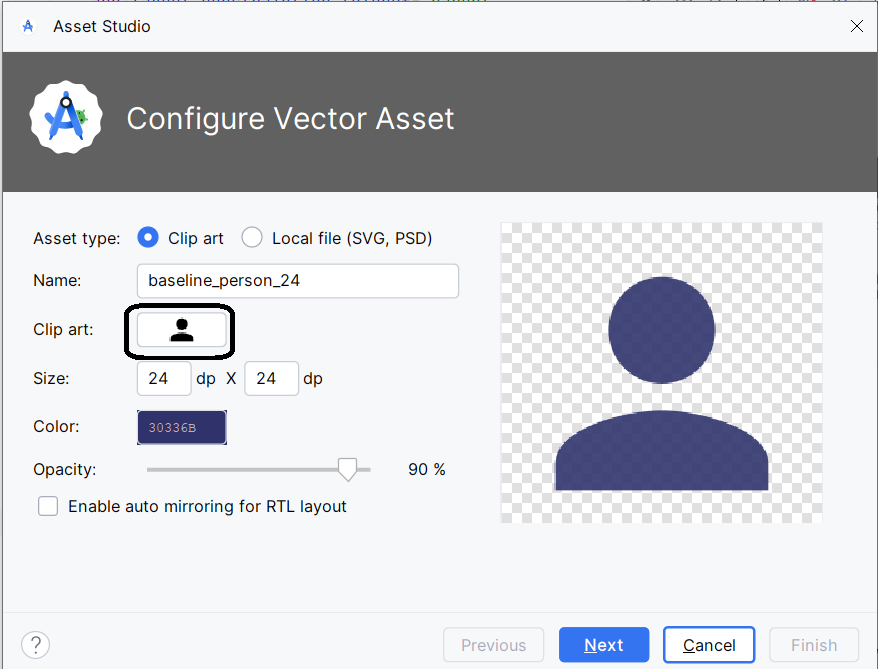 Asset Studio
Configure Vector Asset
Asset type: Clip art Local file (SVG, PSD)
Name: baseline_person_24
Clip art:
Size: 24 dp X 24 dp
Color: 30336B
Opacity: 90 %
Enable auto mirroring for RTL layout
? Previous Next Cancel Finish